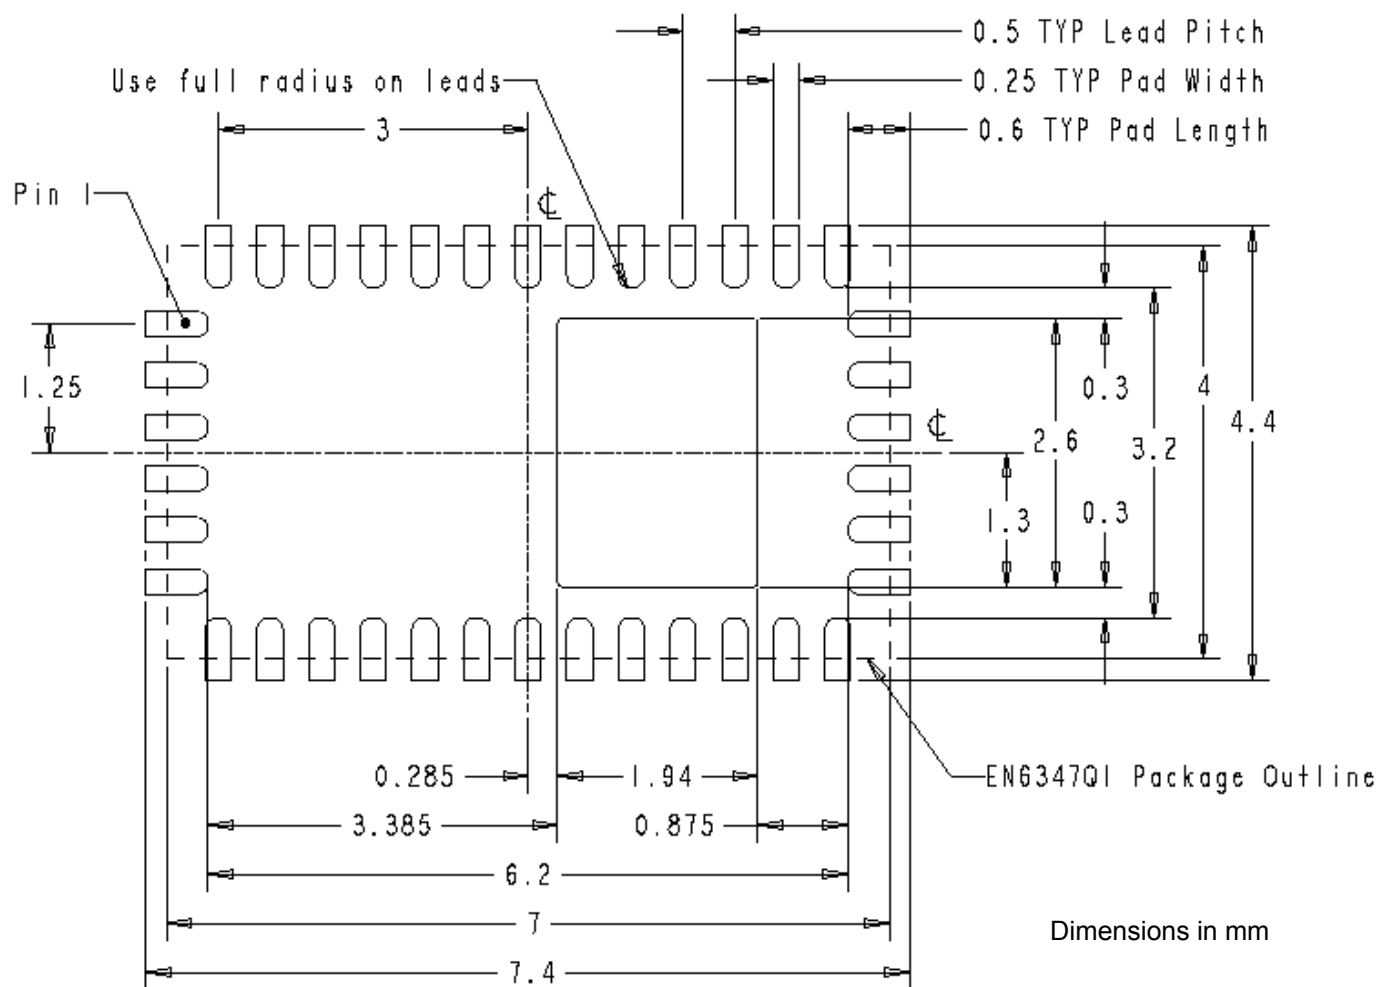 0.5 TYP Lead Pitch
Use full radius on leads
0.25 TYP Pad Width
3
0.6 TYP Pad Length
Pin 1
℄
1.25
0.3
4
4.4
℄
2.6
3.2
1.3
0.3
0.285
1.94
EN6347QI Package Outline
3.385
0.875
6.2
7
Dimensions in mm
7.4